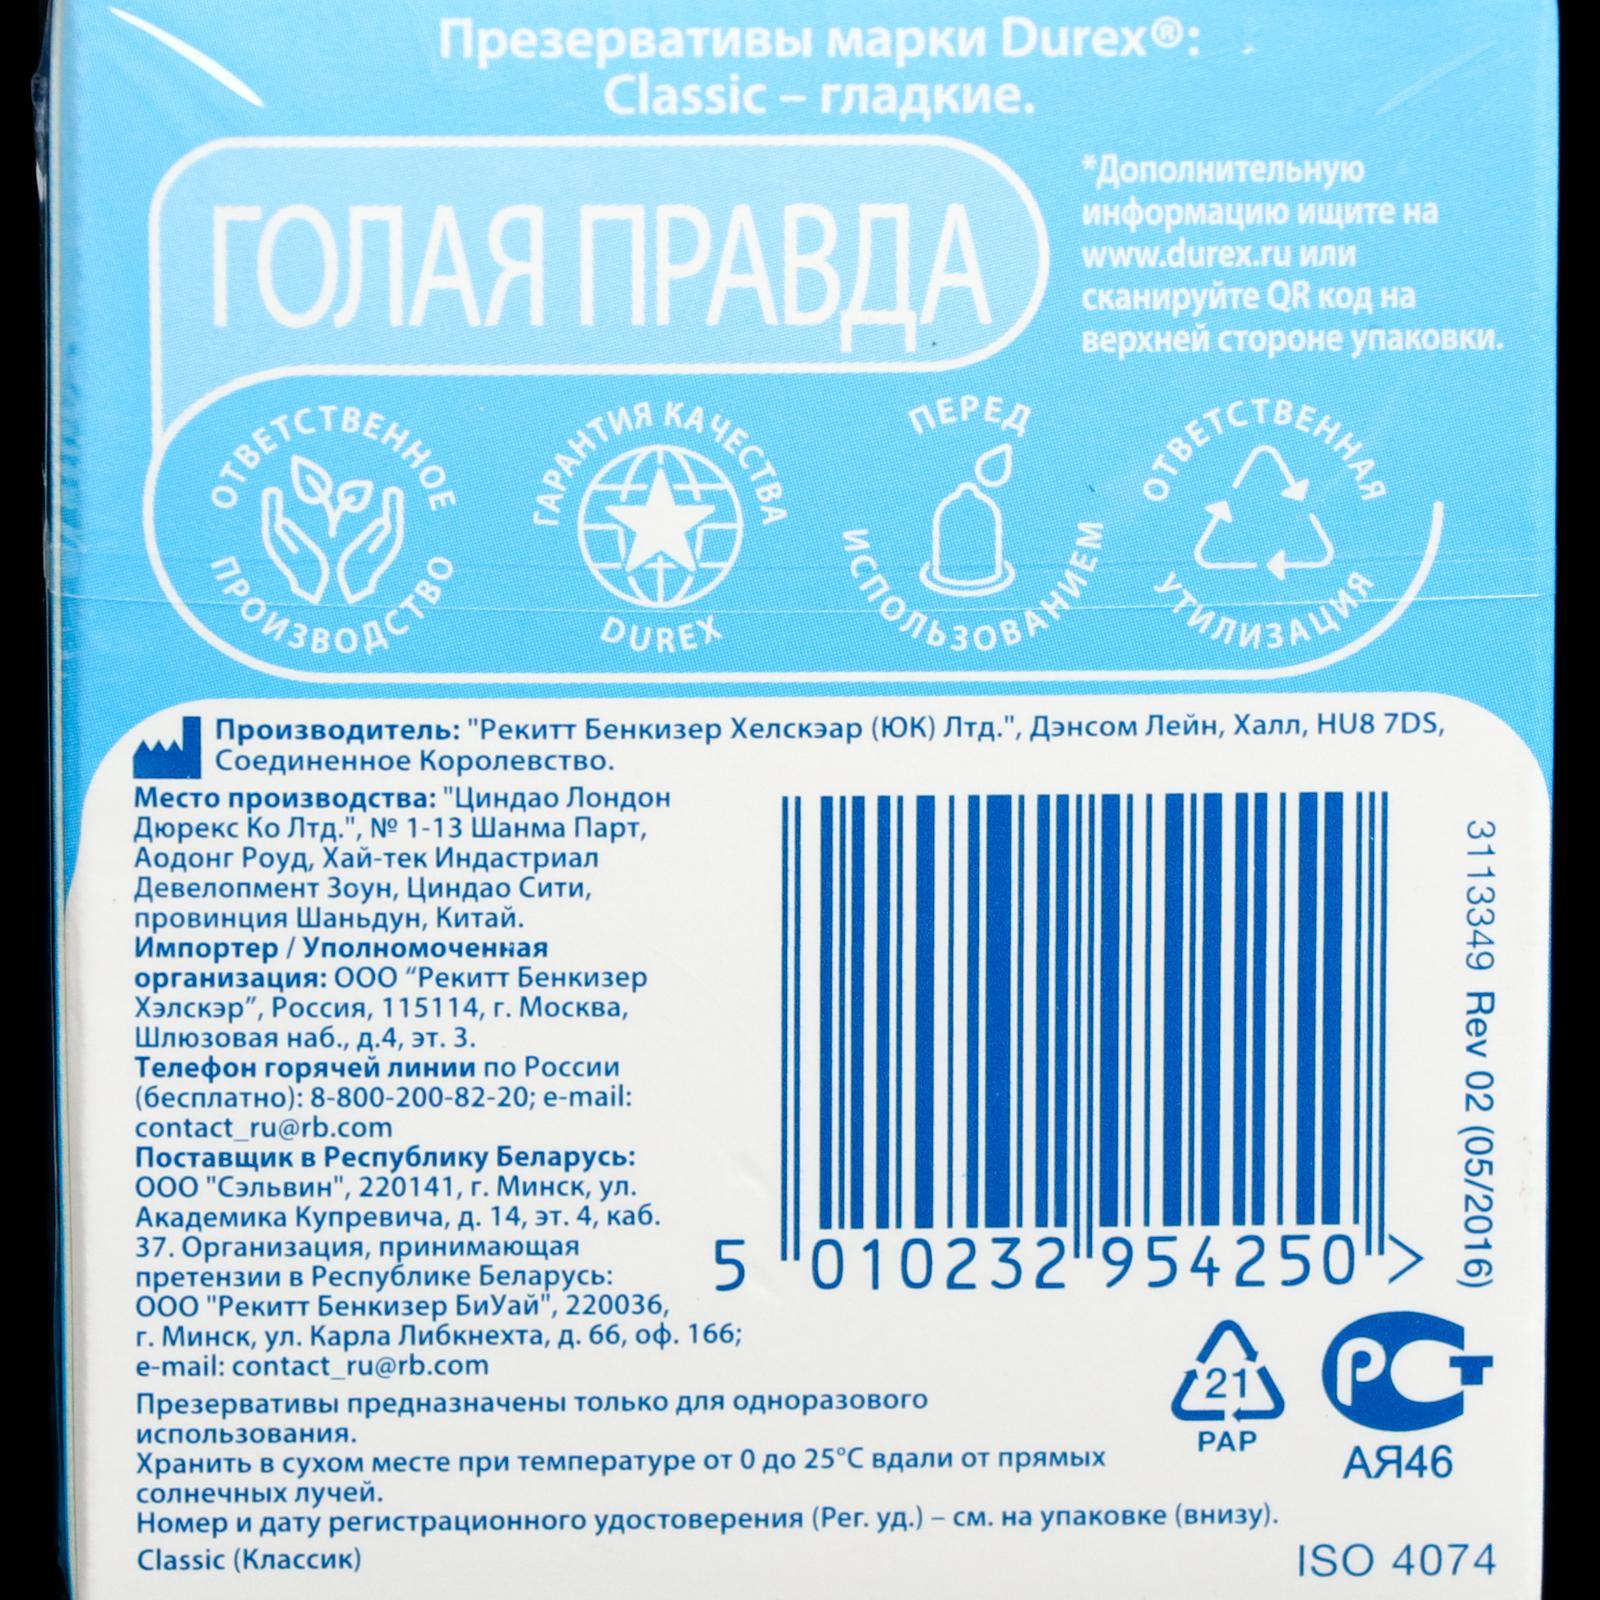 Презервативы марки Durex®:
Classic – гладкие.
ГОЛАЯ ПРАВДА
*Дополнительную
информацию ищите на
www.durex.ru или
сканируйте QR код на
верхней стороне упаковки.
ОТВЕТСТВЕННОЕ ПРОИЗВОДСТВО
ГАРАНТИЯ КАЧЕСТВА DUREX
ПЕРЕД ИСПОЛЬЗОВАНИЕМ
ОТВЕТСТВЕННАЯ УТИЛИЗАЦИЯ
Производитель: "Рекитт Бенкизер Хелскэар (ЮК) Лтд.", Дэнсом Лейн, Халл, HU8 7DS,
Соединенное Королевство.
Место производства: "Циндао Лондон
Дюрекс Ко Лтд.", № 1-13 Шанма Парт,
Аодонг Роуд, Хай-тек Индастриал
Девелопмент Зоун, Циндао Сити,
провинция Шаньдун, Китай.
Импортер / Уполномоченная
организация: ООО “Рекитт Бенкизер
Хэлскэр”, Россия, 115114, г. Москва,
Шлюзовая наб., д.4, эт. 3.
Телефон горячей линии по России
(бесплатно): 8-800-200-82-20; e-mail:
contact_ru@rb.com
Поставщик в Республику Беларусь:
ООО "Сэльвин", 220141, г. Минск, ул.
Академика Купревича, д. 14, эт. 4, каб.
37. Организация, принимающая
претензии в Республике Беларусь:
ООО "Рекитт Бенкизер БиУай", 220036,
г. Минск, ул. Карла Либкнехта, д. 66, оф. 166;
e-mail: contact_ru@rb.com
Презервативы предназначены только для одноразового
использования.
Хранить в сухом месте при температуре от 0 до 25°С вдали от прямых
солнечных лучей.
Номер и дату регистрационного удостоверения (Рег. уд.) – см. на упаковке (внизу).
Classic (Классик)
5 010232 954250 >
3113349 Rev 02 (05/2016)
21
PAP
РСТ
АЯ46
ISO 4074